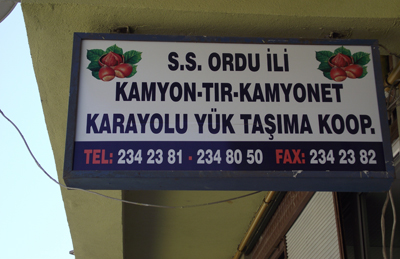 S.S. ORDU İLİ
KAMYON-TIR-KAMYONET
KARAYOLU YÜK TAŞIMA KOOP.
TEL: 234 23 81 - 234 80 50 FAX: 234 23 82